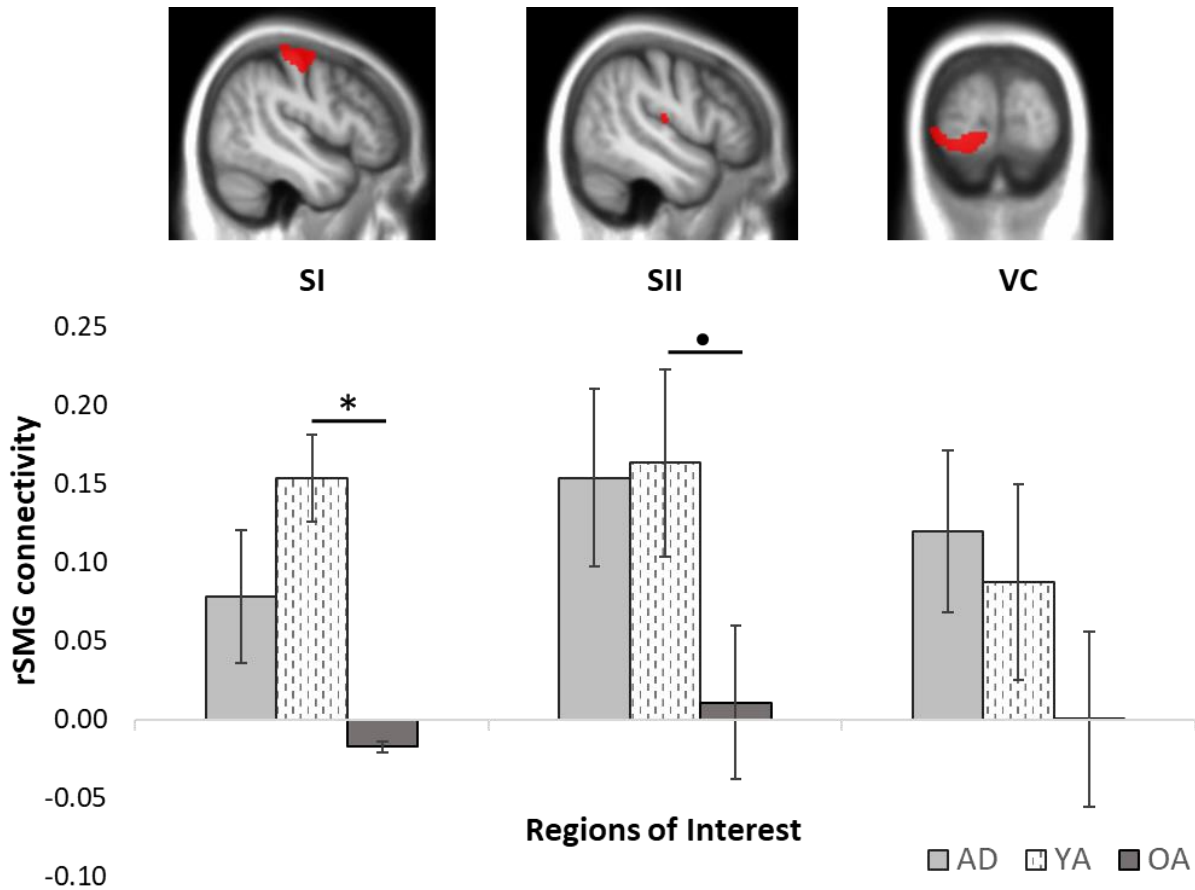 SI SII VC
0.25
0.20
0.15
0.10
0.05
0.00
-0.05
-0.10
rSMG connectivity
*
•
Regions of Interest
AD YA OA